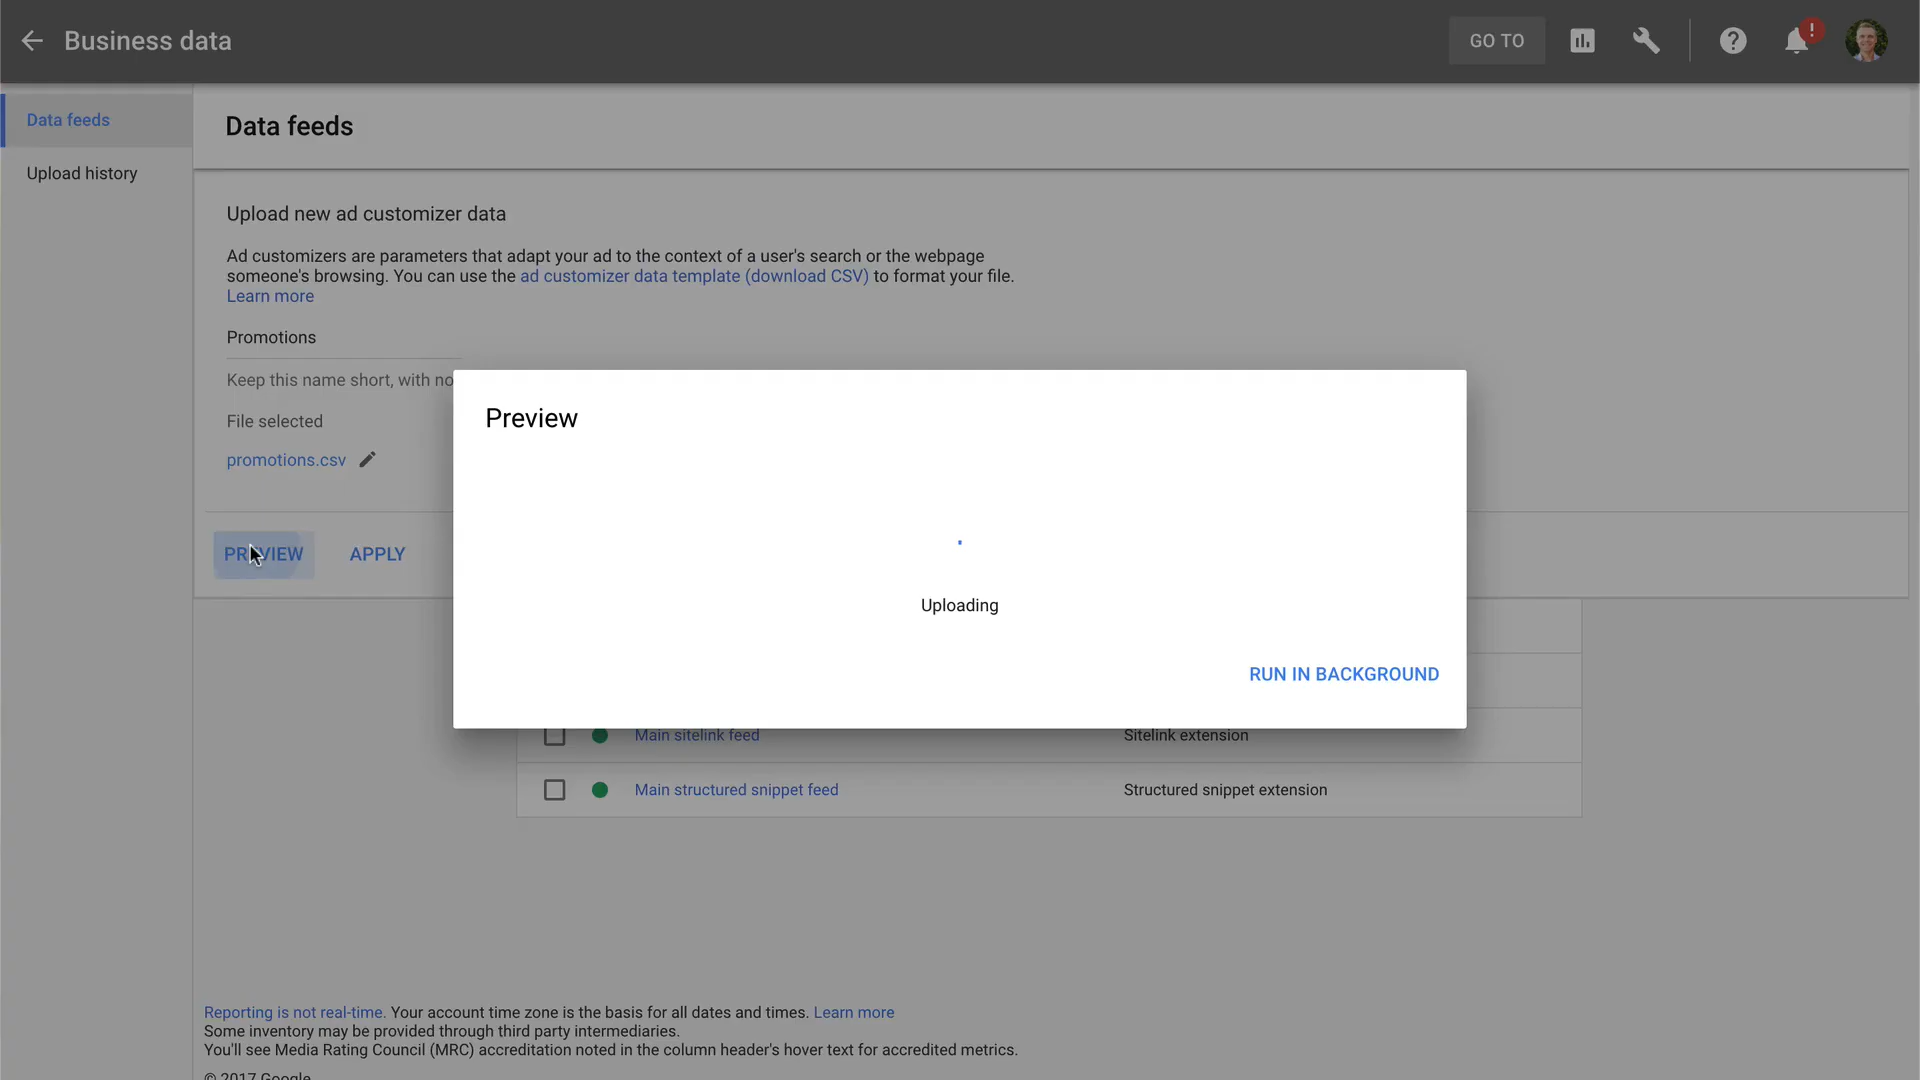 Business data
GO TO
!
Data feeds
Upload history
Data feeds
Upload new ad customizer data
Ad customizers are parameters that adapt your ad to the context of a user's search or the webpage
someone's browsing. You can use the ad customizer data template (download CSV) to format your file.
Learn more
Promotions
Keep this name short, with no
File selected
promotions.csv
PREVIEW APPLY
Preview
Uploading
RUN IN BACKGROUND
Main sitelink feed Sitelink extension
Main structured snippet feed Structured snippet extension
Reporting is not real-time. Your account time zone is the basis for all dates and times. Learn more
Some inventory may be provided through third party intermediaries.
You'll see Media Rating Council (MRC) accreditation noted in the column header's hover text for accredited metrics.
© 2017 Google